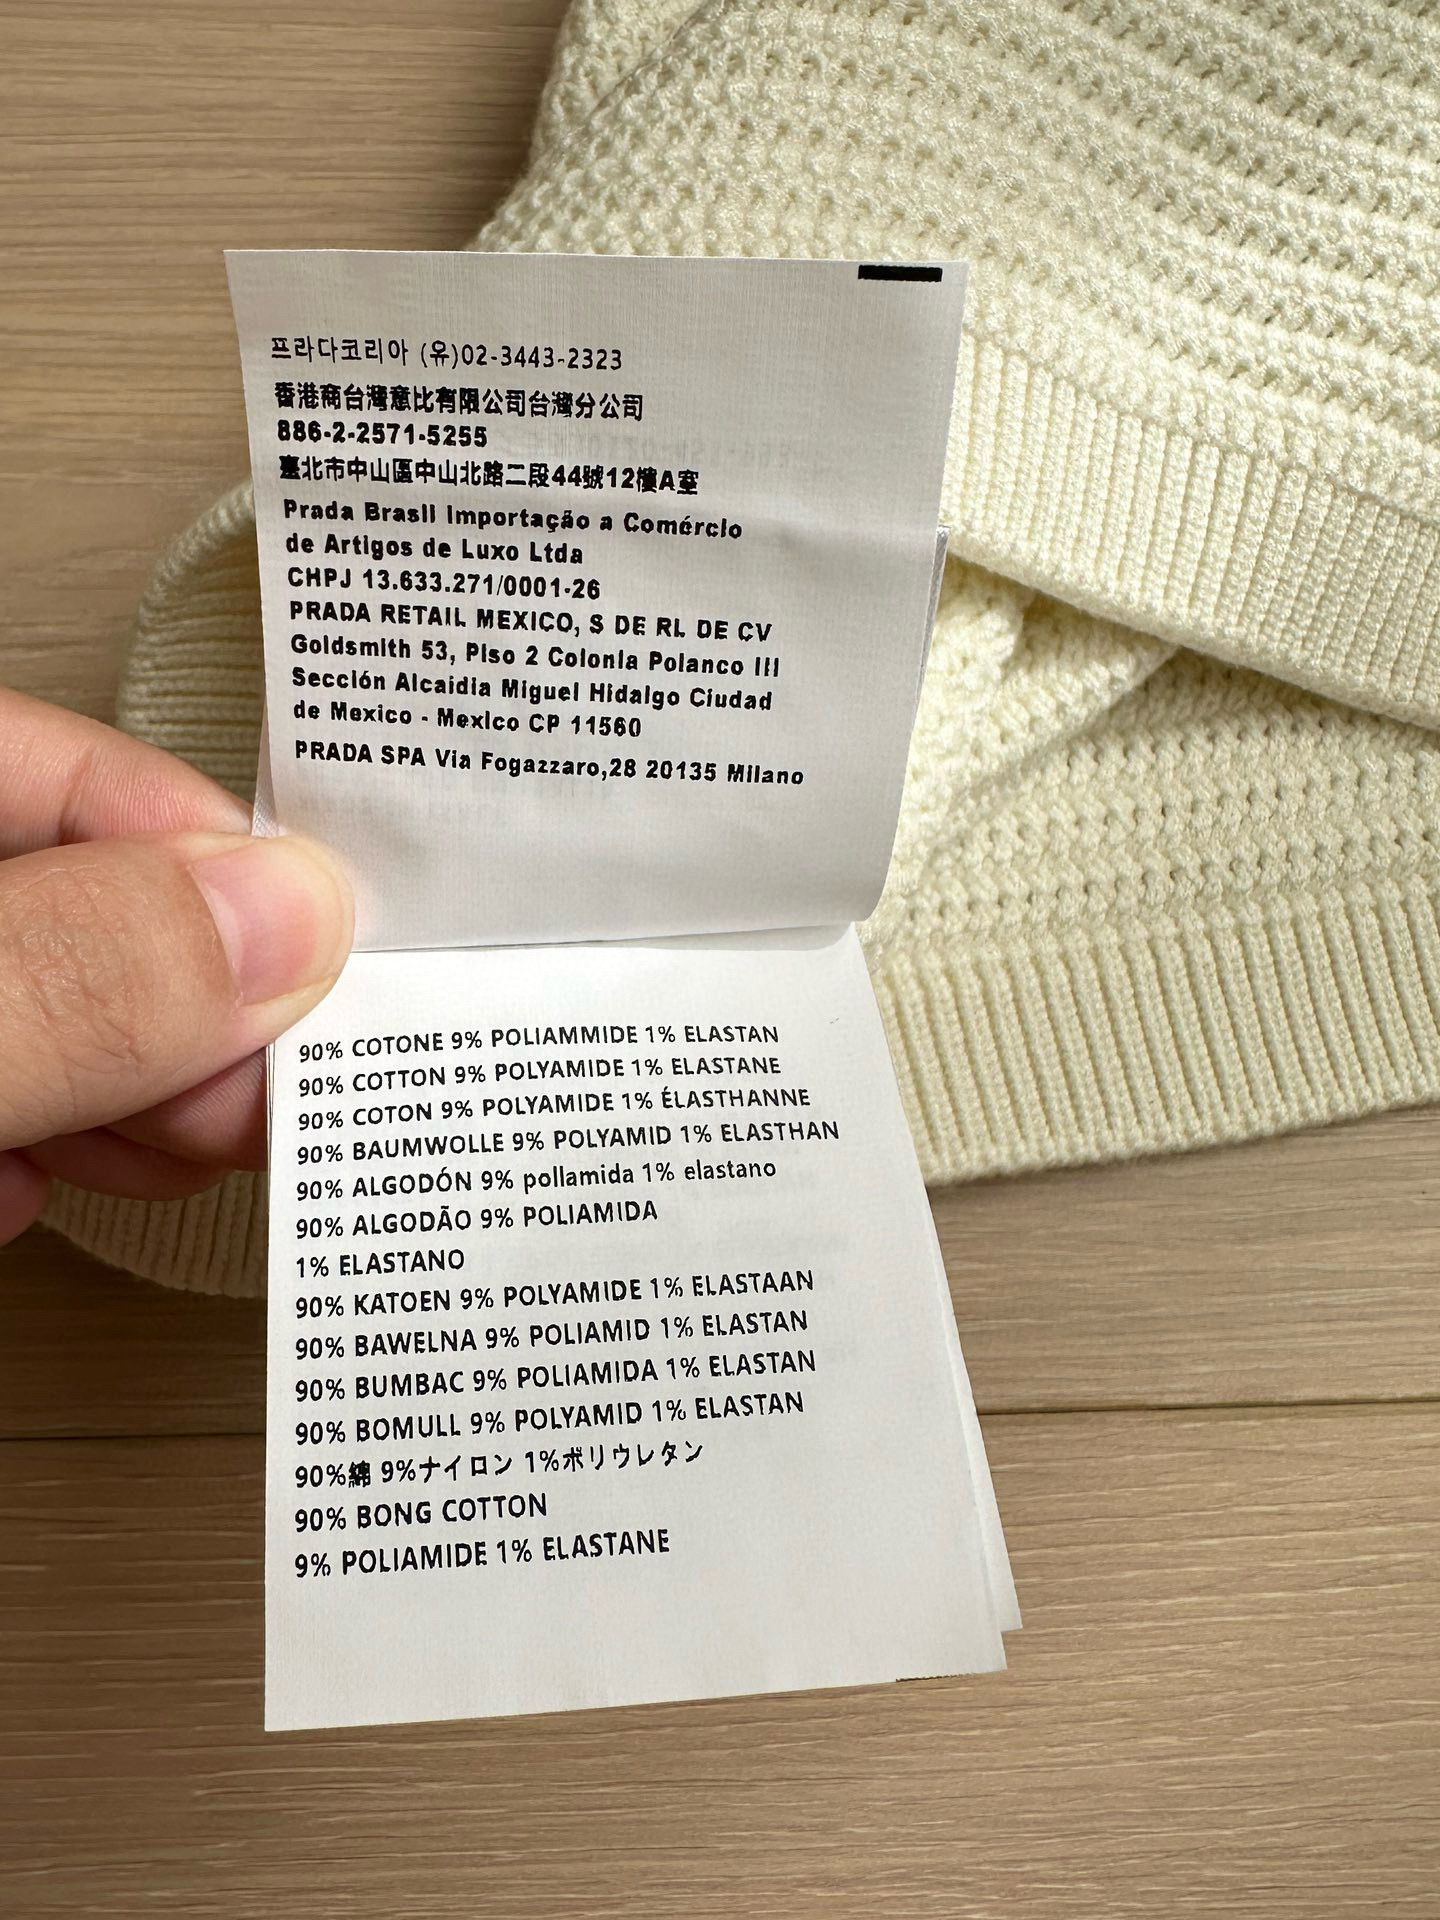 프라다코리아 (유)02-3443-2323
香港商台灣意比有限公司台灣分公司
886-2-2571-5255
臺北市中山區中山北路二段44號12樓A室
Prada Brasil Importação a Comércio
de Artigos de Luxo Ltda
CHPJ 13.633.271/0001-26
PRADA RETAIL MEXICO, S DE RL DE CV
Goldsmith 53, Piso 2 Colonia Polanco III
Sección Alcaidia Miguel Hidalgo Ciudad
de Mexico - Mexico CP 11560
PRADA SPA Via Fogazzaro,28 20135 Milano
90% COTONE 9% POLIAMMIDE 1% ELASTAN
90% COTTON 9% POLYAMIDE 1% ELASTANE
90% COTON 9% POLYAMIDE 1% ÉLASTHANNE
90% BAUMWOLLE 9% POLYAMID 1% ELASTHAN
90% ALGODÓN 9% pollamida 1% elastano
90% ALGODÃO 9% POLIAMIDA
1% ELASTANO
90% KATOEN 9% POLYAMIDE 1% ELASTAAN
90% BAWELNA 9% POLIAMID 1% ELASTAN
90% BUMBAC 9% POLIAMIDA 1% ELASTAN
90% BOMULL 9% POLYAMID 1% ELASTAN
90%綿 9%ナイロン 1%ポリウレタン
90% BONG COTTON
9% POLIAMIDE 1% ELASTANE